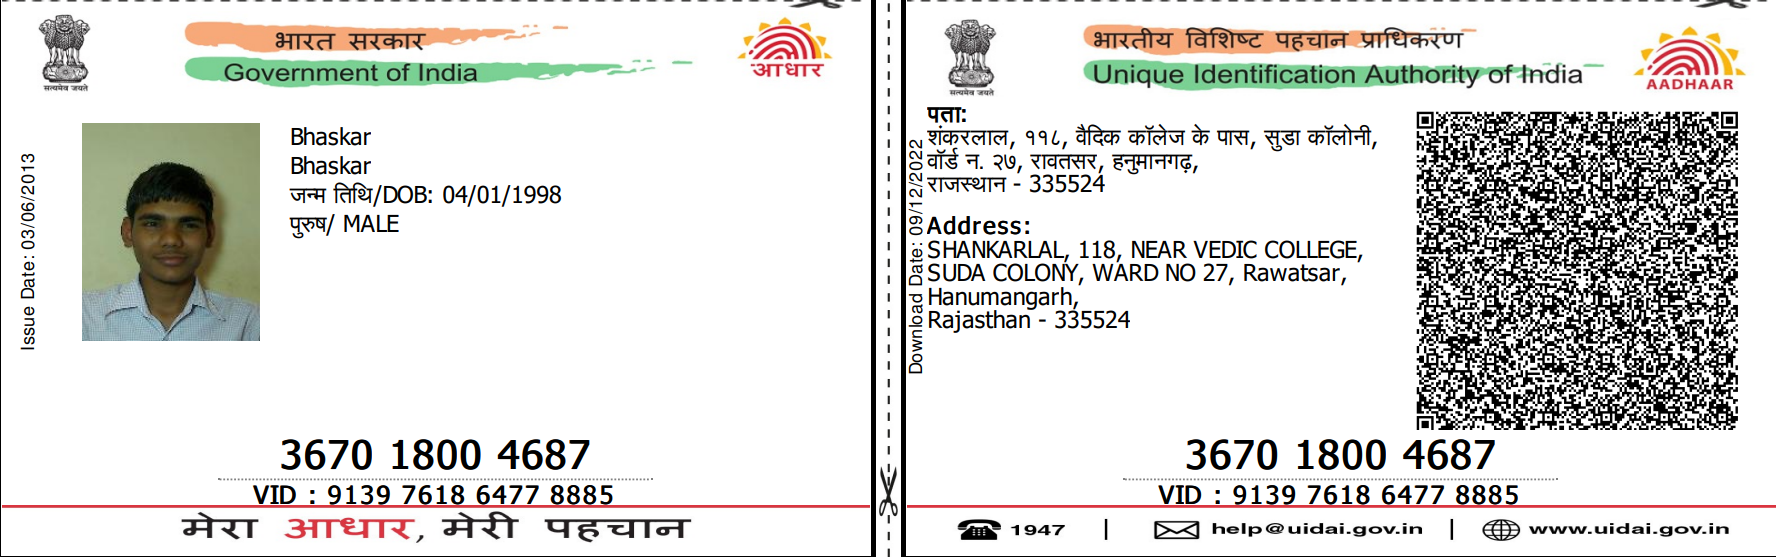 भारत सरकार
Government of India
आधार
सत्यमेव जयते
Issue Date: 03/06/2013
Bhaskar
Bhaskar
जन्म तिथि/DOB: 04/01/1998
पुरुष/ MALE
3670 1800 4687
VID : 9139 7618 6477 8885
मेरा आधार, मेरी पहचान
भारतीय विशिष्ट पहचान प्राधिकरण
Unique Identification Authority of India
AADHAAR
सत्यमेव जयते
Download Date: 09/12/2022
पता:
शंकरलाल, ११८, वैदिक कॉलेज के पास, सुडा कॉलोनी,
वॉर्ड न. २७, रावतसर, हनुमानगढ़,
राजस्थान - 335524
Address:
SHANKARLAL, 118, NEAR VEDIC COLLEGE,
SUDA COLONY, WARD NO 27, Rawatsar,
Hanumangarh,
Rajasthan - 335524
3670 1800 4687
VID : 9139 7618 6477 8885
1947 | help@uidai.gov.in | www.uidai.gov.in